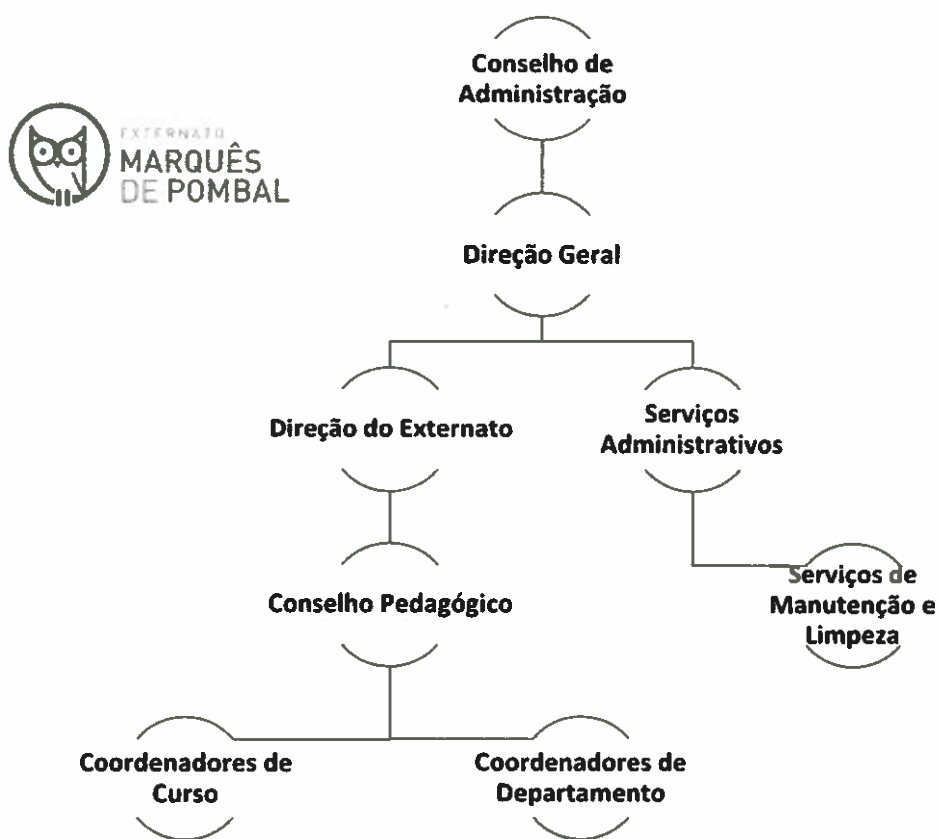 Conselho de
Administração
EXTERNATO
MARQUÊS
DE POMBAL
Direção Geral
Direção do Externato
Serviços
Administrativos
Conselho Pedagógico
Serviços de
Manutenção e
Limpeza
Coordenadores de
Curso
Coordenadores de
Departamento